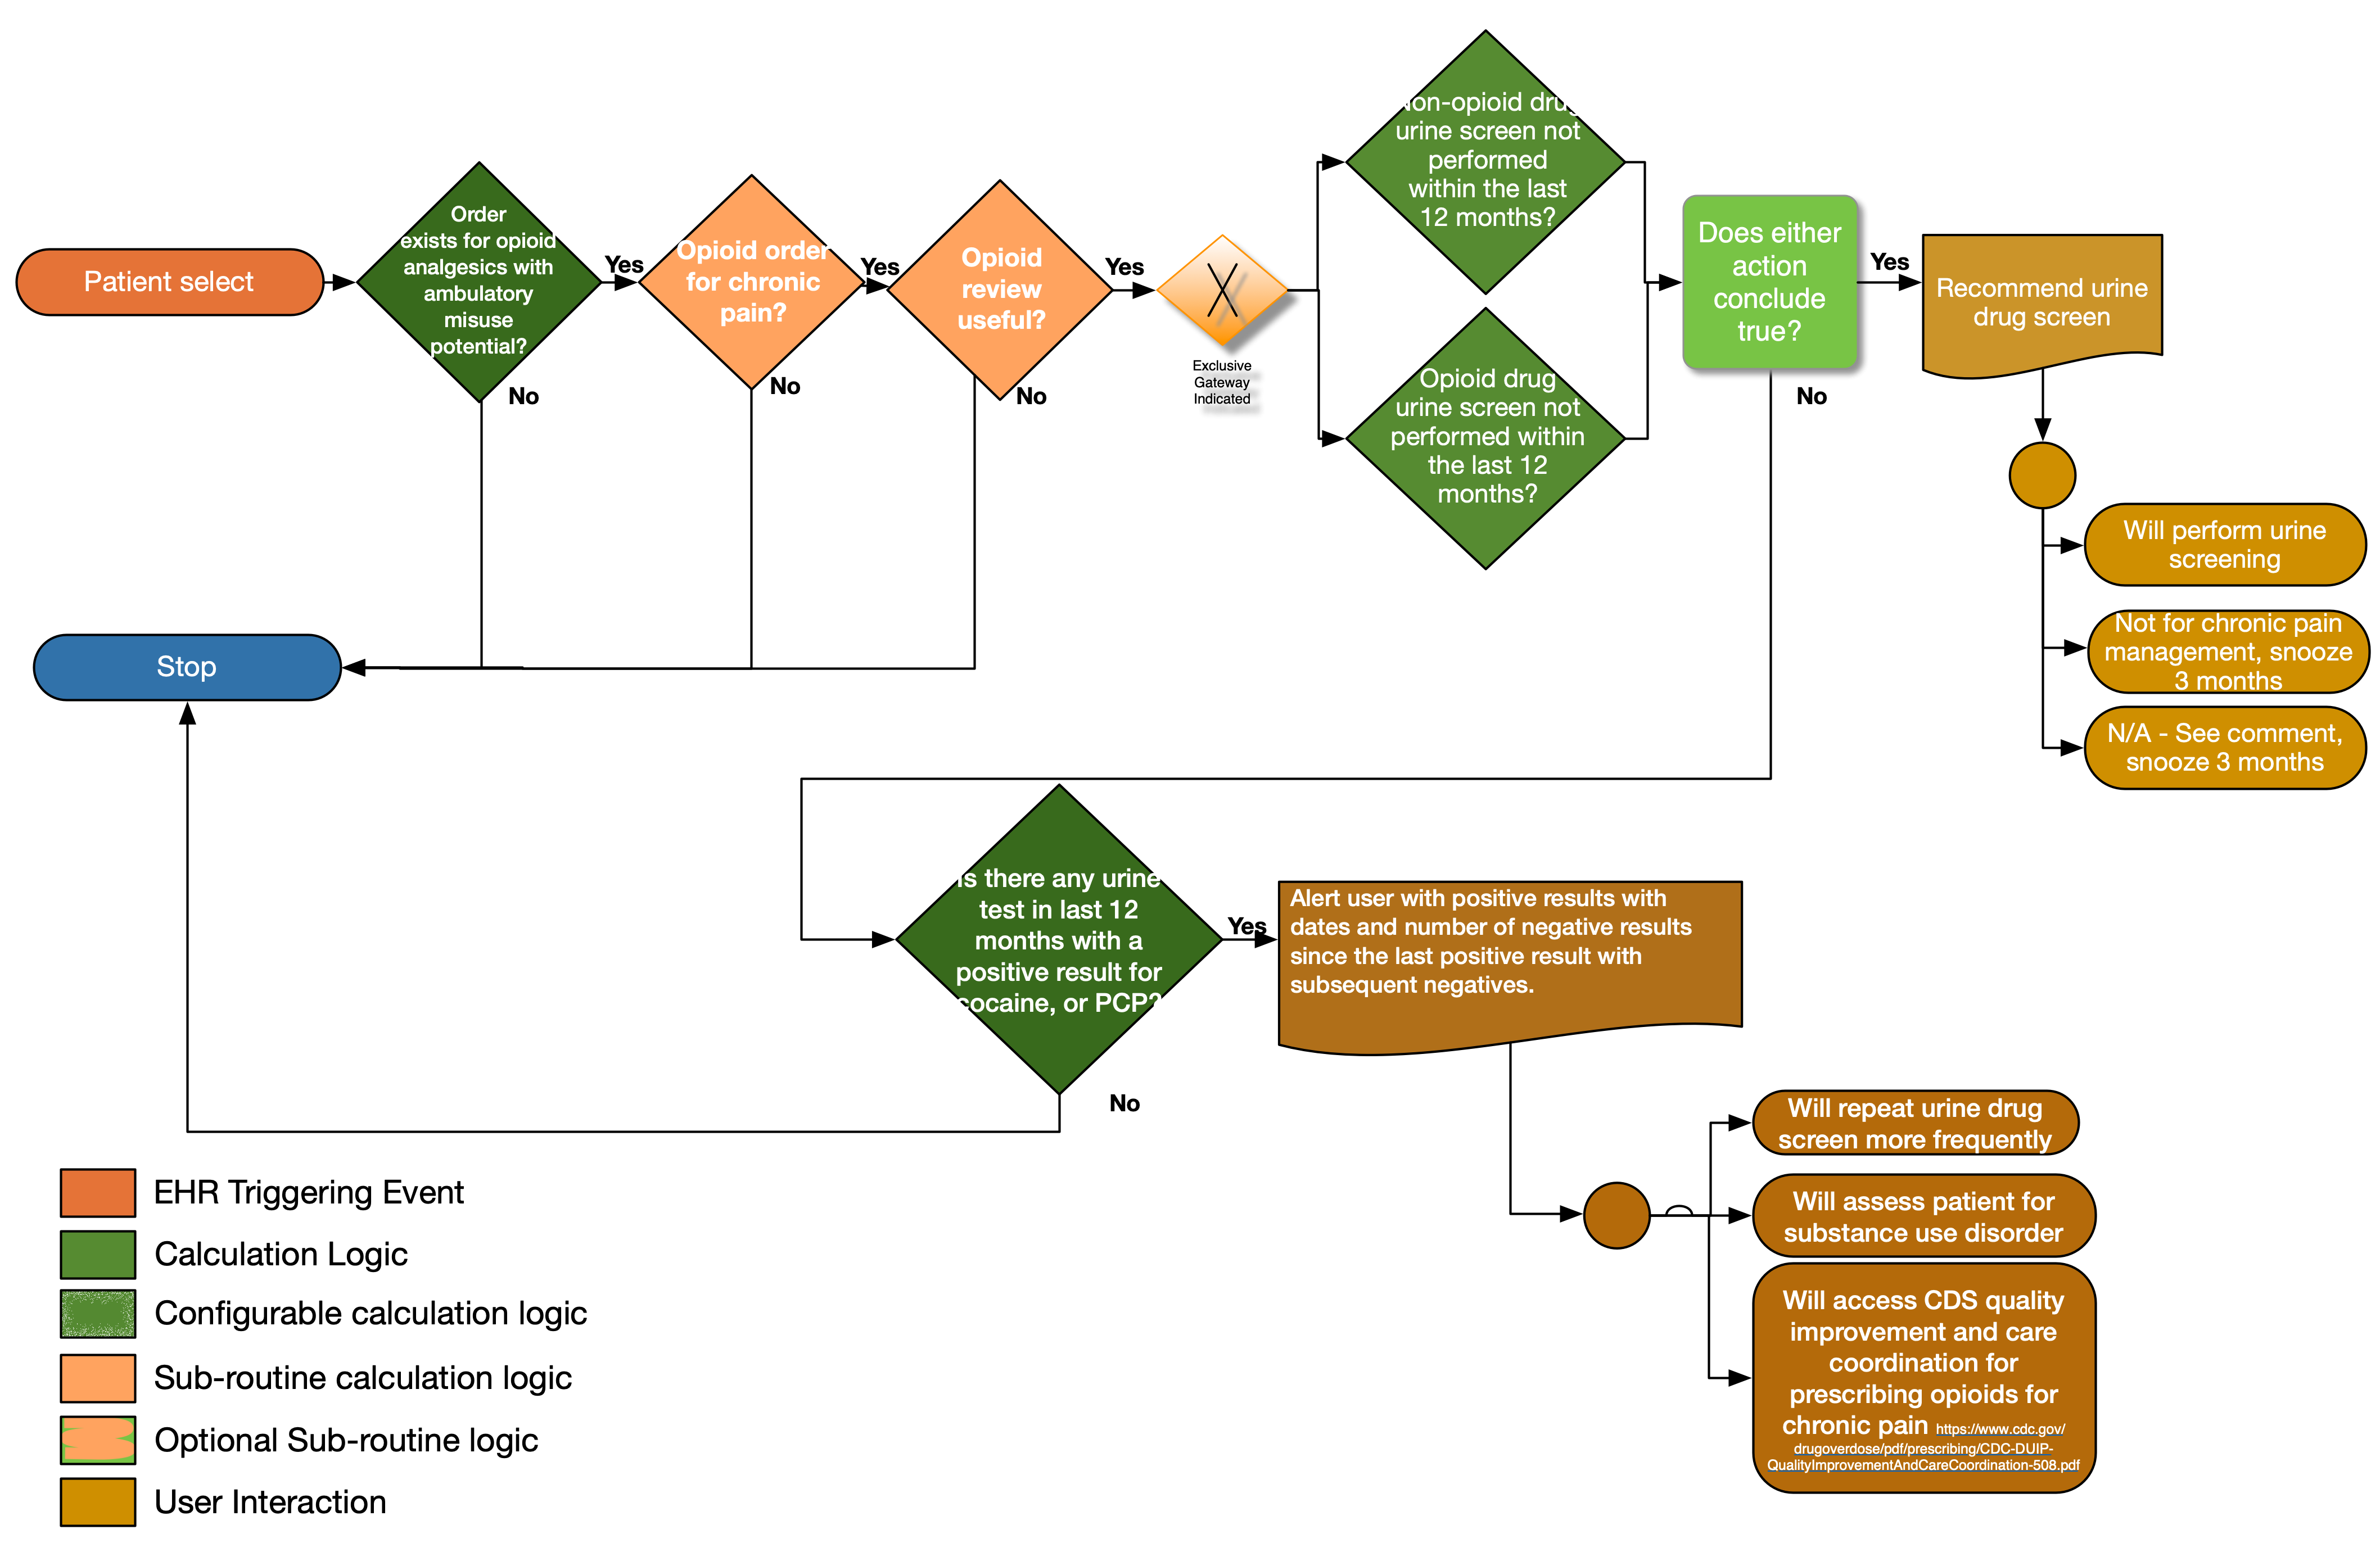 Patient select
Order
exists for opioid
analgesics with
ambulatory
misuse
potential?
Yes
No
Opioid order
for chronic
pain?
Yes
No
Opioid
review
useful?
Yes
No
Exclusive
Gateway
Indicated
Non-opioid drug
urine screen not
performed
within the last
12 months?
Opioid drug
urine screen not
performed within
the last 12
months?
Does either
action
conclude
true?
Yes
No
Recommend urine
drug screen
Will perform urine
screening
Not for chronic pain
management, snooze
3 months
N/A - See comment,
snooze 3 months
Stop
Is there any urine
test in last 12
months with a
positive result for
cocaine, or PCP?
Yes
No
Alert user with positive results with
dates and number of negative results
since the last positive result with
subsequent negatives.
Will repeat urine drug
screen more frequently
Will assess patient for
substance use disorder
Will access CDS quality
improvement and care
coordination for
prescribing opioids for
chronic pain https://www.cdc.gov/
drugoverdose/pdf/prescribing/CDC-DUIP-
QualityImprovementAndCareCoordination-508.pdf
EHR Triggering Event
Calculation Logic
Configurable calculation logic
Sub-routine calculation logic
Optional Sub-routine logic
User Interaction